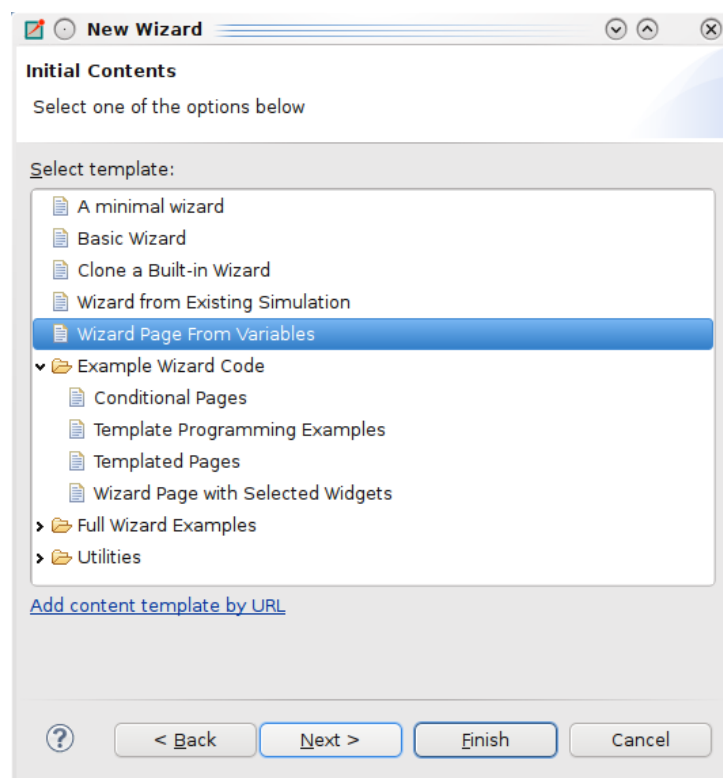 New Wizard
Initial Contents
Select one of the options below
Select template:
A minimal wizard
Basic Wizard
Clone a Built-in Wizard
Wizard from Existing Simulation
Wizard Page From Variables
Example Wizard Code
Conditional Pages
Template Programming Examples
Templated Pages
Wizard Page with Selected Widgets
Full Wizard Examples
Utilities
Add content template by URL
? < Back Next > Finish Cancel